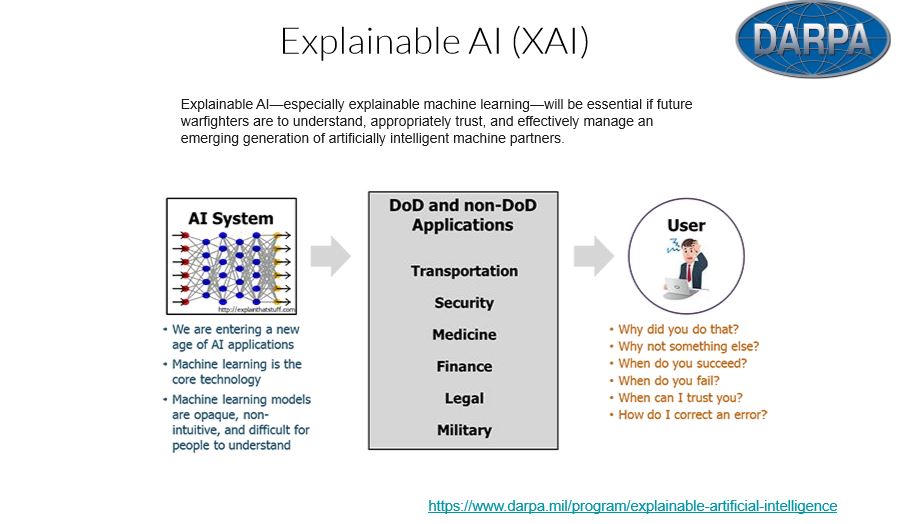 Explainable AI (XAI)
DARPA
Explainable AI—especially explainable machine learning—will be essential if future
warfighters are to understand, appropriately trust, and effectively manage an
emerging generation of artificially intelligent machine partners.
AI System
http://explainthatstuff.com
• We are entering a new
age of AI applications
• Machine learning is the
core technology
• Machine learning models
are opaque, non-
intuitive, and difficult for
people to understand
DoD and non-DoD
Applications
Transportation
Security
Medicine
Finance
Legal
Military
User
• Why did you do that?
• Why not something else?
• When do you succeed?
• When do you fail?
• When can I trust you?
• How do I correct an error?
https://www.darpa.mil/program/explainable-artificial-intelligence